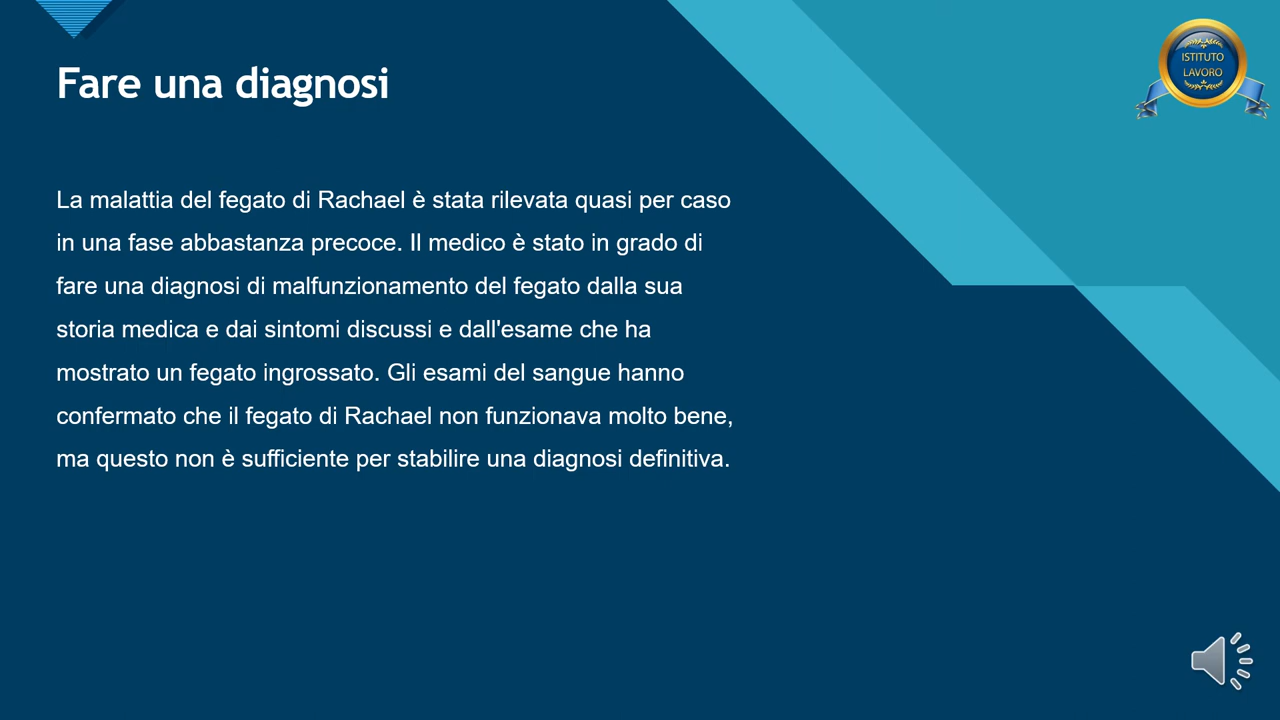 ISTITUTO
LAVORO
Fare una diagnosi
La malattia del fegato di Rachael è stata rilevata quasi per caso
in una fase abbastanza precoce. Il medico è stato in grado di
fare una diagnosi di malfunzionamento del fegato dalla sua
storia medica e dai sintomi discussi e dall'esame che ha
mostrato un fegato ingrossato. Gli esami del sangue hanno
confermato che il fegato di Rachael non funzionava molto bene,
ma questo non è sufficiente per stabilire una diagnosi definitiva.